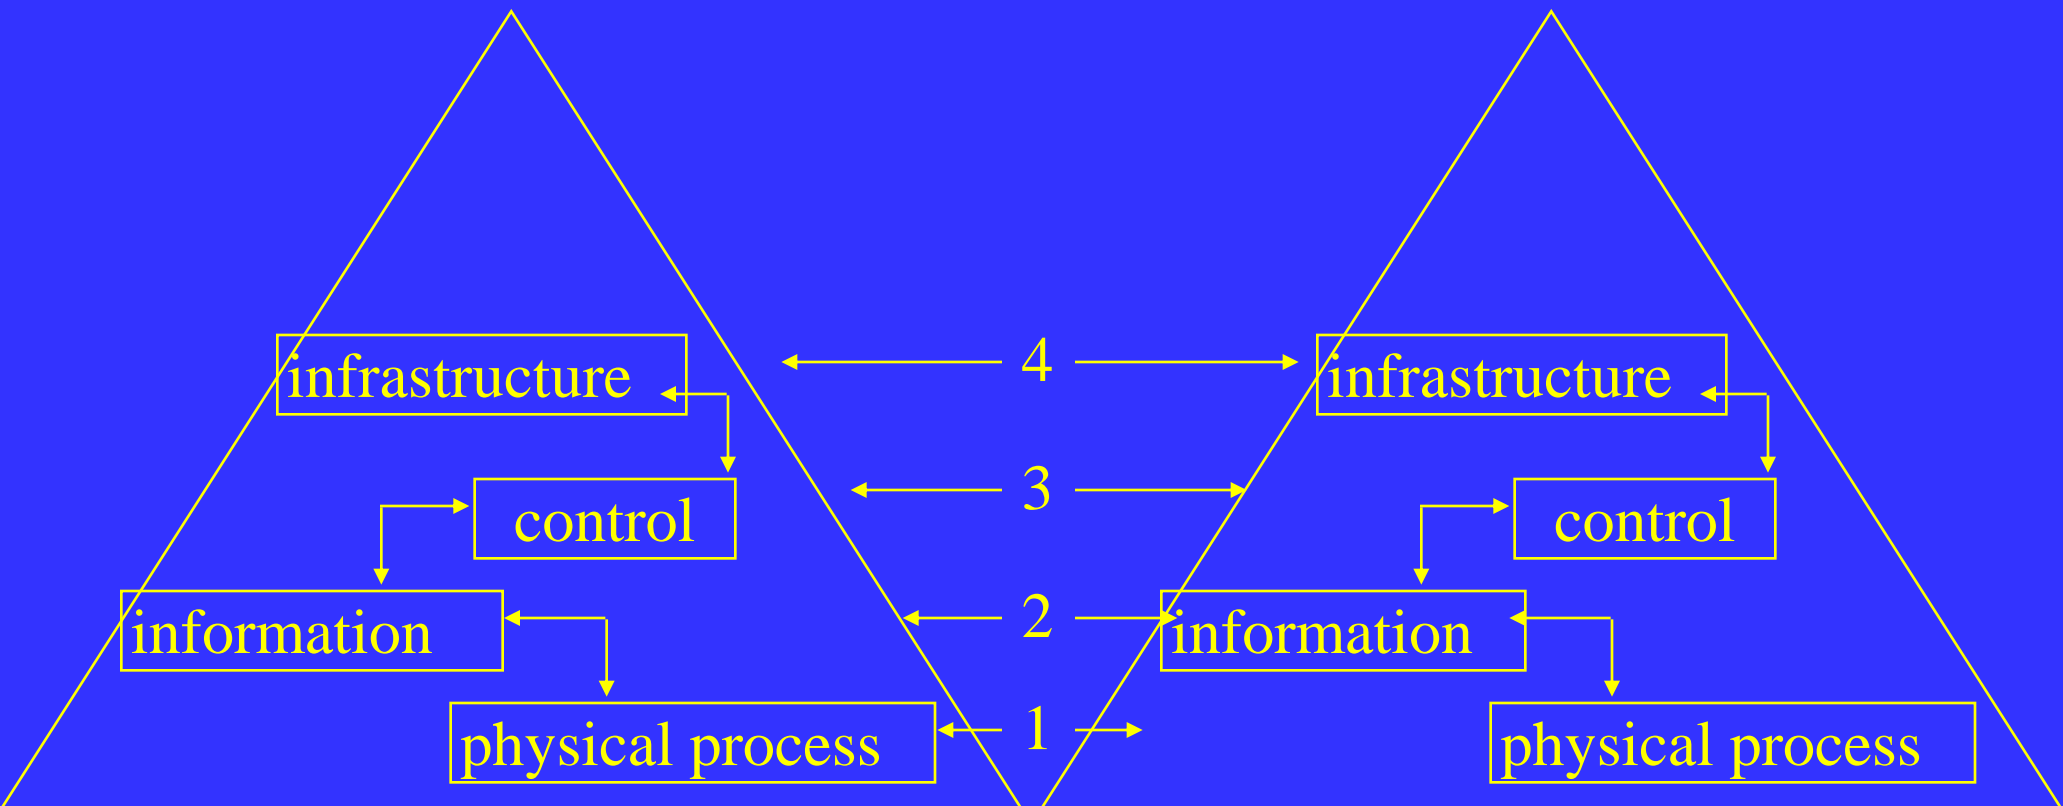 infrastructure 4 infrastructure
3
control control
2
information information
1
physical process physical process